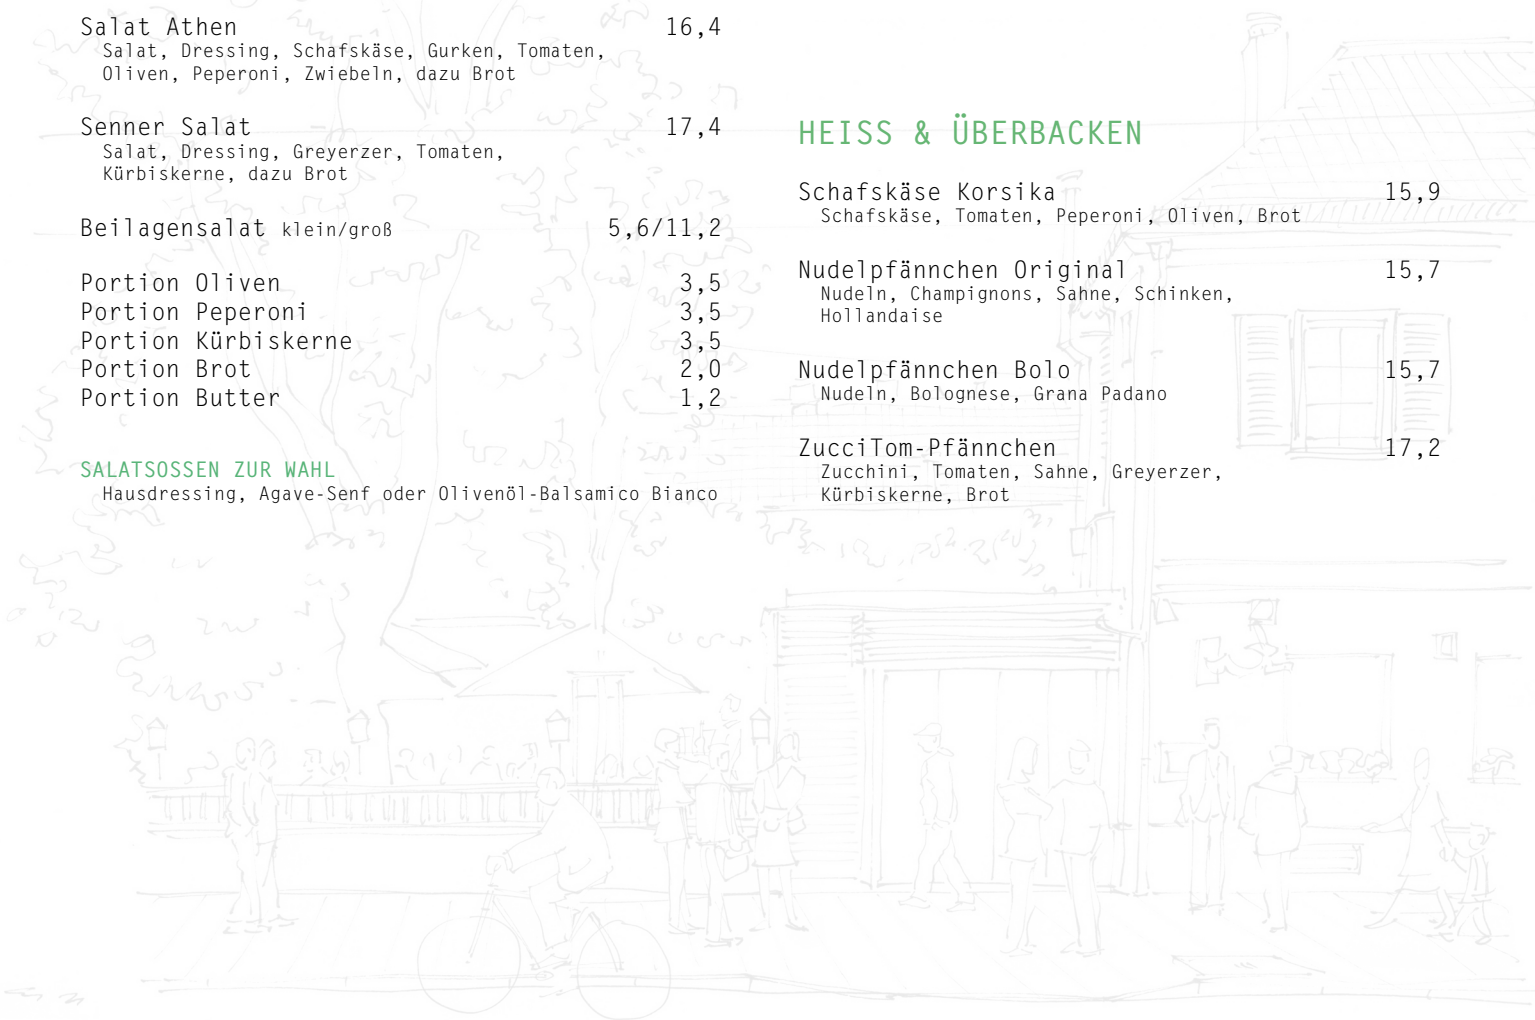 Salat Athen 16,4
Salat, Dressing, Schafskäse, Gurken, Tomaten,
Oliven, Peperoni, Zwiebeln, dazu Brot
Senner Salat 17,4
Salat, Dressing, Greyerzer, Tomaten,
Kürbiskerne, dazu Brot
Beilagensalat klein/groß 5,6/11,2
Portion Oliven 3,5
Portion Peperoni 3,5
Portion Kürbiskerne 3,5
Portion Brot 2,0
Portion Butter 1,2
SALATSOSSEN ZUR WAHL
Hausdressing, Agave-Senf oder Olivenöl-Balsamico Bianco
HEISS & ÜBERBACKEN
Schafskäse Korsika 15,9
Schafskäse, Tomaten, Peperoni, Oliven, Brot
Nudelpfännchen Original 15,7
Nudeln, Champignons, Sahne, Schinken,
Hollandaise
Nudelpfännchen Bolo 15,7
Nudeln, Bolognese, Grana Padano
ZucciTom-Pfännchen 17,2
Zucchini, Tomaten, Sahne, Greyerzer,
Kürbiskerne, Brot